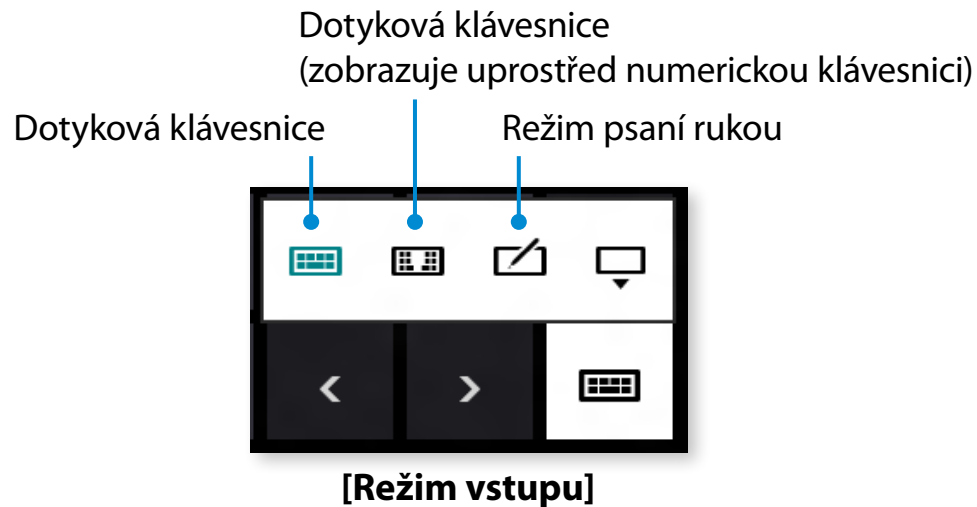 Dotyková klávesnice
(zobrazuje uprostřed numerickou klávesnici)
Dotyková klávesnice
Režim psaní rukou
[Režim vstupu]